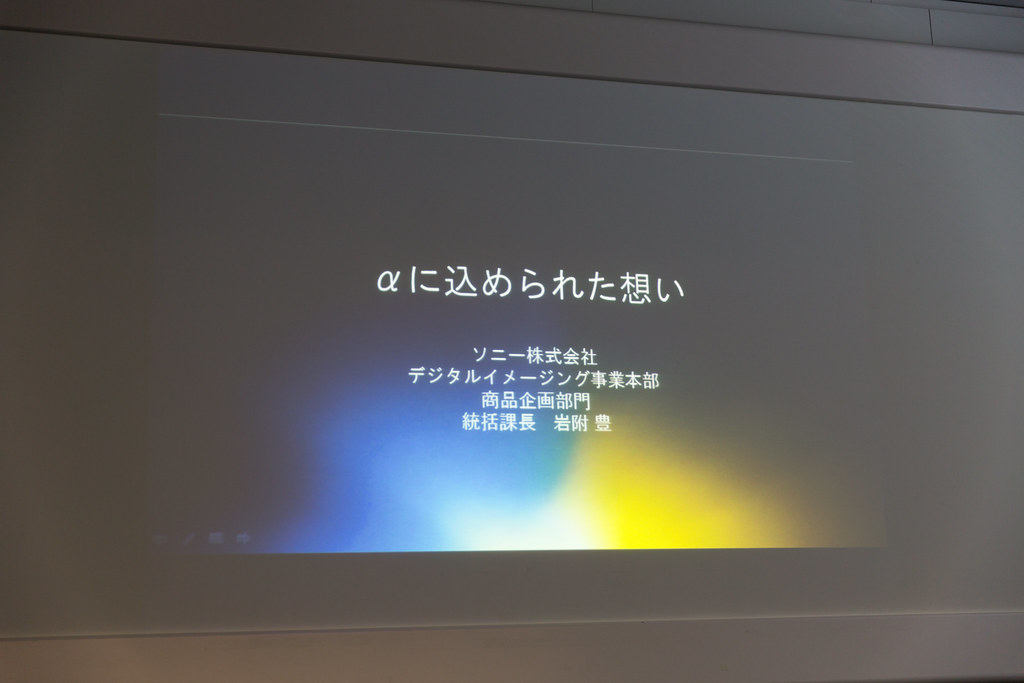 αに込められた想い
ソニー株式会社
デジタルイメージング事業本部
商品企画部門
統括課長　岩附 豊